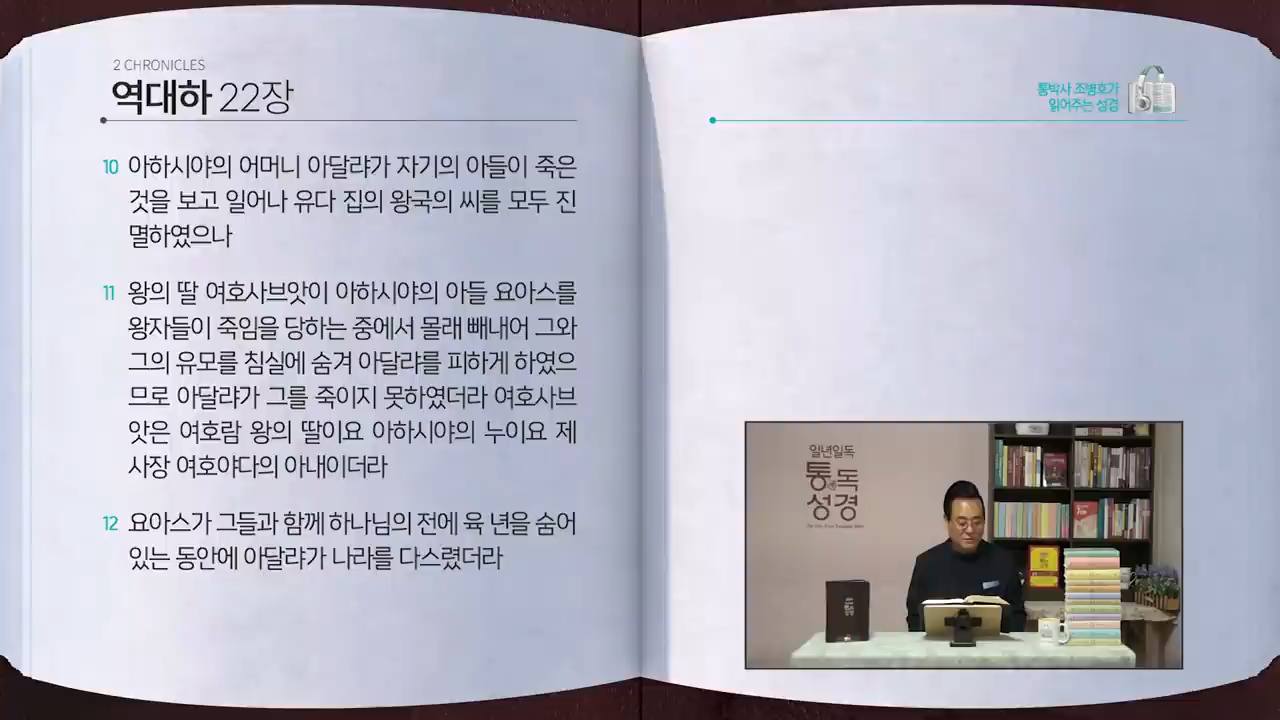 2 CHRONICLES
역대하 22장
10 아하시야의 어머니 아달랴가 자기의 아들이 죽은
것을 보고 일어나 유다 집의 왕국의 씨를 모두 진
멸하였으나
11 왕의 딸 여호사브앗이 아하시야의 아들 요아스를
왕자들이 죽임을 당하는 중에서 몰래 빼내어 그와
그의 유모를 침실에 숨겨 아달랴를 피하게 하였으
므로 아달랴가 그를 죽이지 못하였더라 여호사브
앗은 여호람 왕의 딸이요 아하시야의 누이요 제
사장 여호야다의 아내이더라
12 요아스가 그들과 함께 하나님의 전에 육 년을 숨어
있는 동안에 아달랴가 나라를 다스렸더라
통박사 조병호가
읽어주는 성경
일년일독
통독
성경